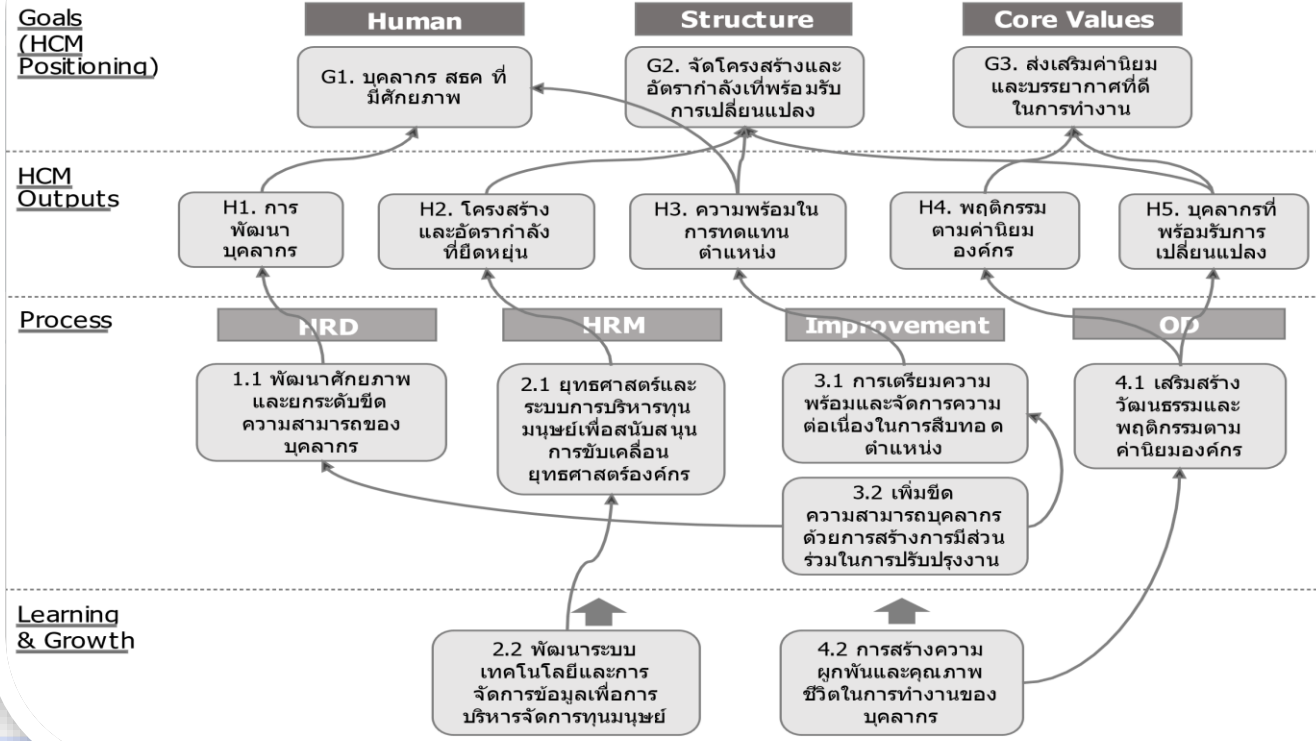 Goals
(HCM
Positioning)
Human
Structure
Core Values
G1. บุคลากร สธค ที่
มีศักยภาพ
G2. จัดโครงสร้างและ
อัตรากำลังเที่พร้อมรับ
การเปลี่ยนแปลง
G3. ส่งเสริมค่านิยม
และบรรยากาศที่ดี
ในการทำงาน
HCM
Outputs
H1. การ
พัฒนา
บุคลากร
H2. โครงสร้าง
และอัตรากำลัง
ที่ยืดหยุ่น
H3. ความพร้อมใน
การทดแทน
ตำแหน่ง
H4. พฤติกรรม
ตามค่านิยม
องค์กร
H5. บุคลากรที่
พร้อมรับการ
เปลี่ยนแปลง
Process
HRD
HRM
Improvement
OD
1.1 พัฒนาศักยภาพ
และยกระดับขีด
ความสามารถของ
บุคลากร
2.1 ยุทธศาสตร์และ
ระบบการบริหารทุน
มนุษย์เพื่อสนับสนุน
การขับเคลื่อน
ยุทธศาสตร์องค์กร
3.1 การเตรียมความ
พร้อมและจัดการความ
ต่อเนื่องในการสืบทอด
ตำแหน่ง
4.1 เสริมสร้าง
วัฒนธรรมและ
พฤติกรรมตาม
ค่านิยมองค์กร
3.2 เพิ่มขีด
ความสามารถบุคลากร
ด้วยการสร้างการมีส่วน
ร่วมในการปรับปรุงงาน
Learning
& Growth
2.2 พัฒนาระบบ
เทคโนโลยีและการ
จัดการข้อมูลเพื่อการ
บริหารจัดการทุนมนุษย์
4.2 การสร้างความ
ผูกพันและคุณภาพ
ชีวิตในการทำงานของ
บุคลากร